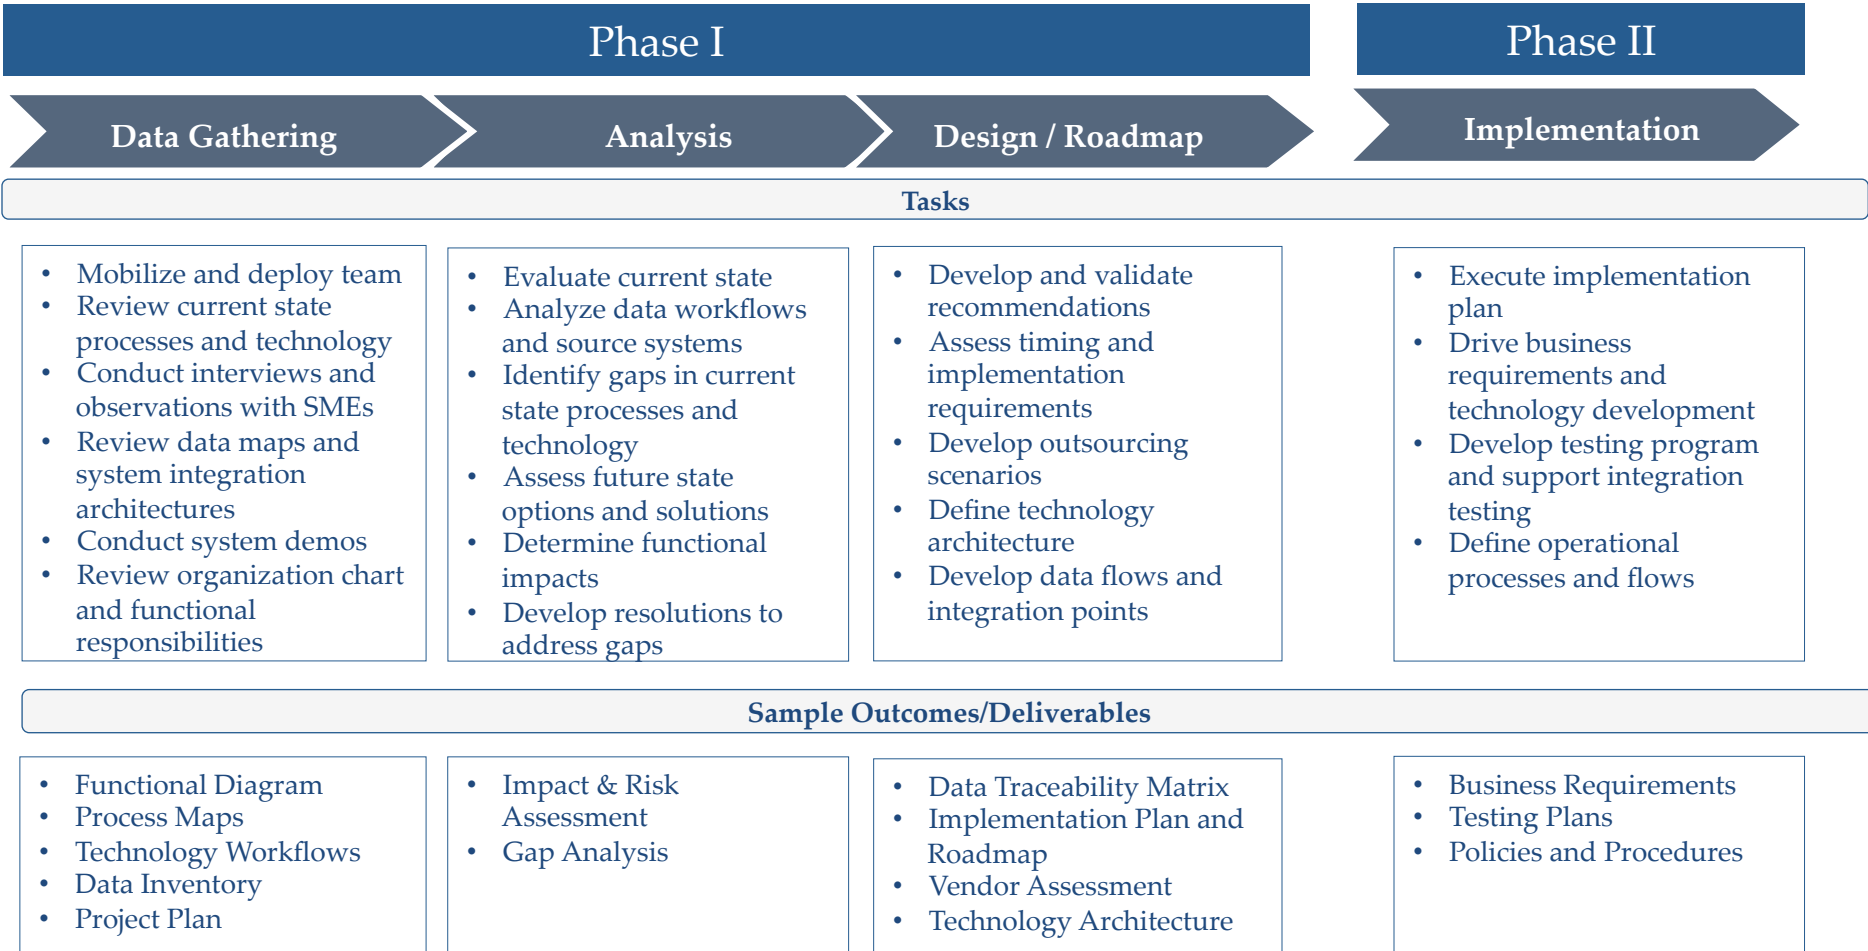 Phase I
Phase II
Data Gathering
Analysis
Design / Roadmap
Implementation
Tasks
• Mobilize and deploy team
• Review current state
processes and technology
• Conduct interviews and
observations with SMEs
• Review data maps and
system integration
architectures
• Conduct system demos
• Review organization chart
and functional
responsibilities
• Evaluate current state
• Analyze data workflows
and source systems
• Identify gaps in current
state processes and
technology
• Assess future state
options and solutions
• Determine functional
impacts
• Develop resolutions to
address gaps
• Develop and validate
recommendations
• Assess timing and
implementation
requirements
• Develop outsourcing
scenarios
• Define technology
architecture
• Develop data flows and
integration points
• Execute implementation
plan
• Drive business
requirements and
technology development
• Develop testing program
and support integration
testing
• Define operational
processes and flows
Sample Outcomes/Deliverables
• Functional Diagram
• Process Maps
• Technology Workflows
• Data Inventory
• Project Plan
• Impact & Risk
Assessment
• Gap Analysis
• Data Traceability Matrix
• Implementation Plan and
Roadmap
• Vendor Assessment
• Technology Architecture
• Business Requirements
• Testing Plans
• Policies and Procedures